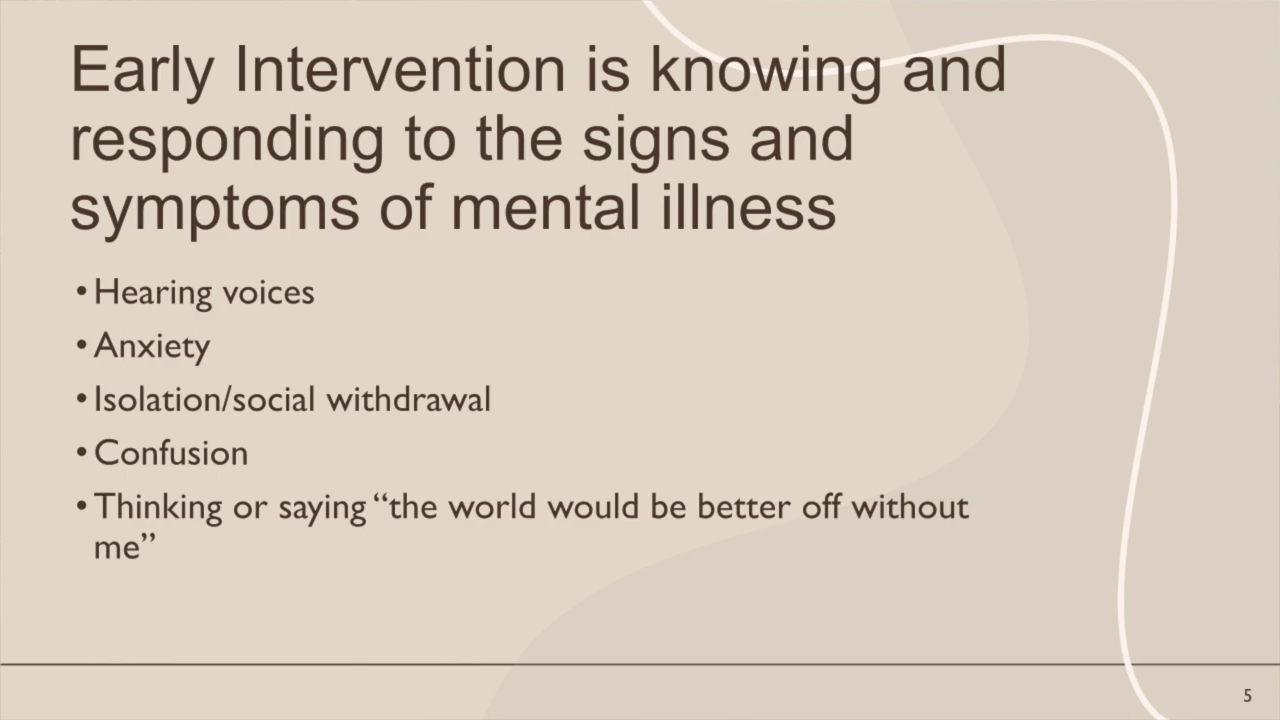 Early Intervention is knowing and
responding to the signs and
symptoms of mental illness
• Hearing voices
• Anxiety
• Isolation/social withdrawal
• Confusion
• Thinking or saying “the world would be better off without
me”
5